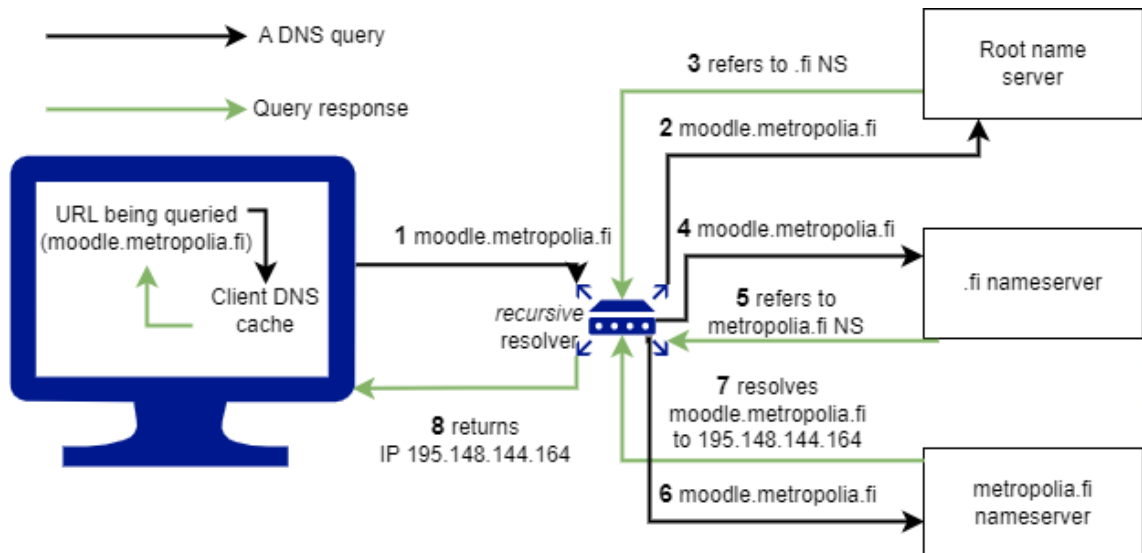 A DNS query
Query response
URL being queried
(moodle.metropolia.fi)
Client DNS
cache
1 moodle.metropolia.fi
recursive
resolver
8 returns
IP 195.148.144.164
3 refers to .fi NS
2 moodle.metropolia.fi
Root name
server
4 moodle.metropolia.fi
.fi nameserver
5 refers to
metropolia.fi NS
7 resolves
moodle.metropolia.fi
to 195.148.144.164
6 moodle.metropolia.fi
metropolia.fi
nameserver